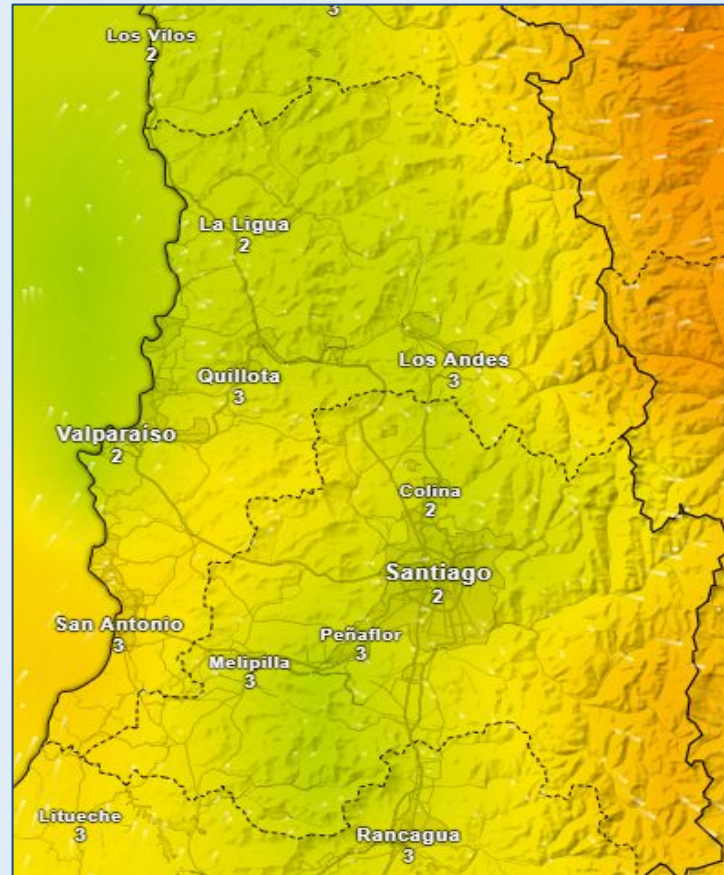 3
Los Vilos
2
La Ligua
2
Los Andes
3
Quillota
3
Valparaíso
2
Colina
2
Santiago
2
San Antonio
3
Peñaflor
3
Melipilla
3
Litueche
3
Rancagua
3